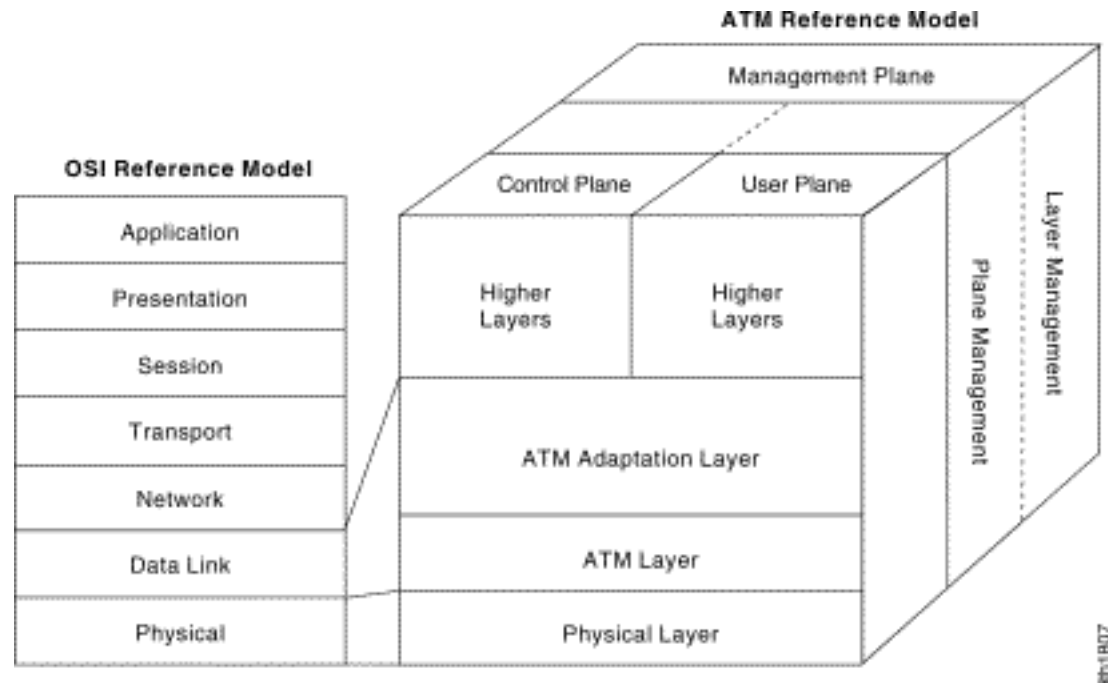 ATM Reference Model
Management Plane
OSI Reference Model
Control Plane
User Plane
Application
Presentation
Session
Transport
Network
Data Link
Physical
Higher
Layers
Higher
Layers
ATM Adaptation Layer
ATM Layer
Physical Layer
Plane Management
Layer Management